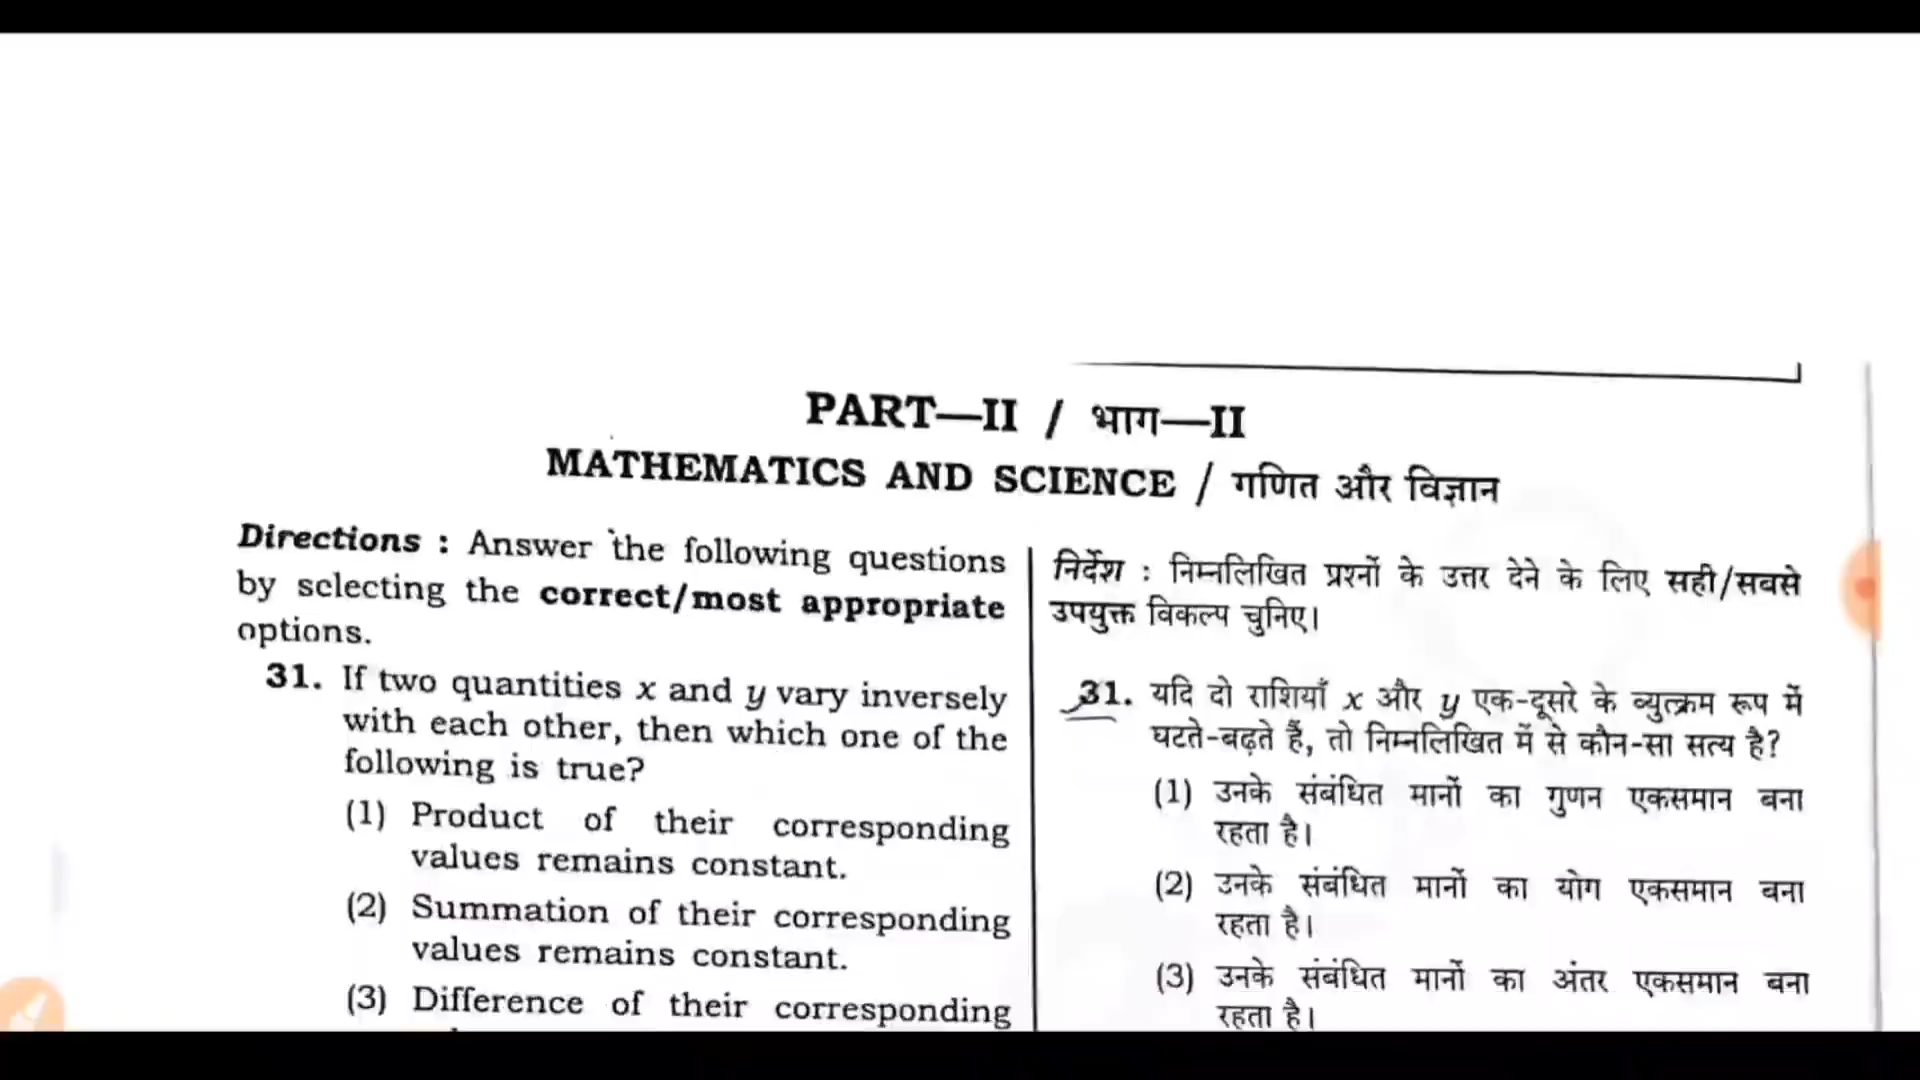 PART—II / भाग—II
MATHEMATICS AND SCIENCE / गणित और विज्ञान
Directions : Answer the following questions
by selecting the correct/most appropriate
options.
31. If two quantities x and y vary inversely
with each other, then which one of the
following is true?
(1) Product of their corresponding
values remains constant.
(2) Summation of their corresponding
values remains constant.
(3) Difference of their corresponding
निर्देश : निम्नलिखित प्रश्नों के उत्तर देने के लिए सही/सबसे
उपयुक्त विकल्प चुनिए।
31. यदि दो राशियाँ x और y एक-दूसरे के व्युत्क्रम रूप में
घटते-बढ़ते हैं, तो निम्नलिखित में से कौन-सा सत्य है?
(1) उनके संबंधित मानों का गुणन एकसमान बना
रहता है।
(2) उनके संबंधित मानों का योग एकसमान बना
रहता है।
(3) उनके संबंधित मानों का अंतर एकसमान बना
रहता है।